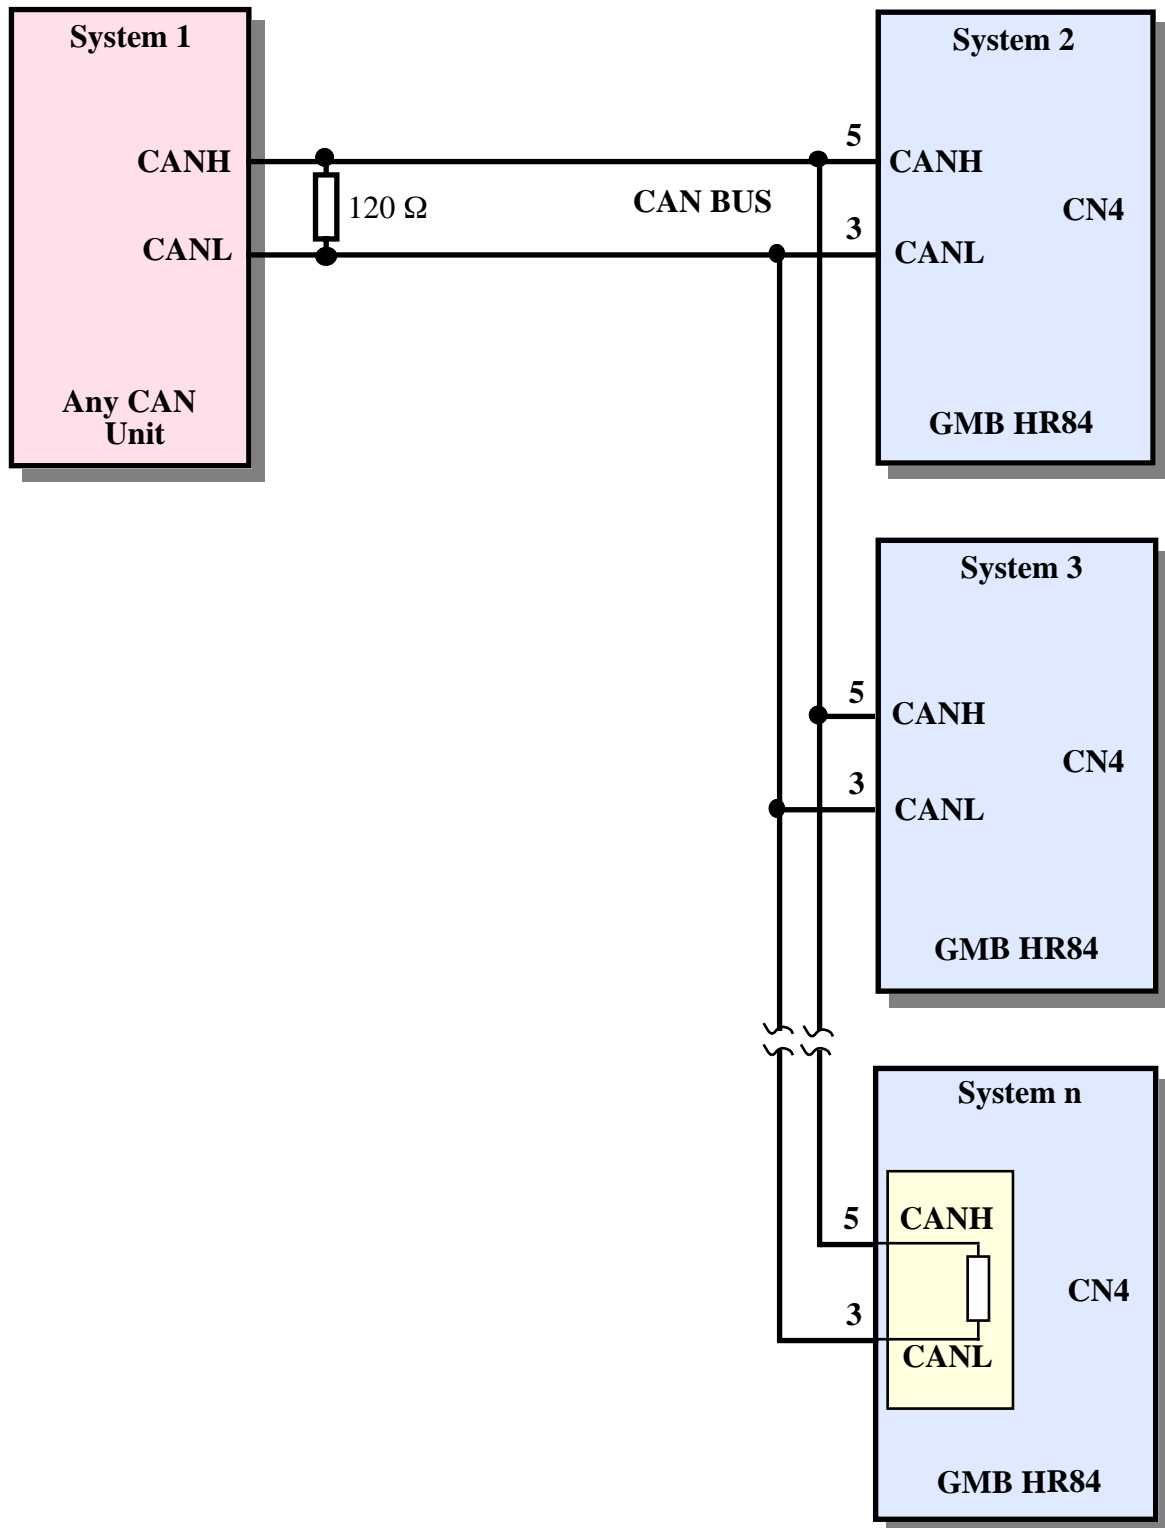 System 1
CANH
CANL
Any CAN
Unit
120 Ω
CAN BUS
System 2
5
CANH
CN4
3
CANL
GMB HR84
System 3
5
CANH
CN4
3
CANL
GMB HR84
System n
5
CANH
CN4
3
CANL
GMB HR84